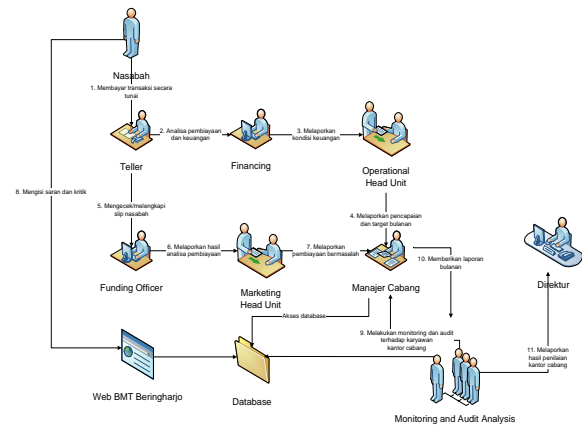 Nasabah
1. Membayar transaksi secara
tunai
2. Analisa pembiayaan
dan keuangan
3. Melaporkan
kondisi keuangan
Teller
Financing
Operational
Head Unit
8. Mengisi saran dan kritik
5. Mengecek/melengkapi
slip nasabah
4. Melaporkan pencapaian
dan target bulanan
6. Melaporkan hasil
analisa pembiayaan
7. Melaporkan
pembiayaan bermasalah
10. Memberikan laporan
bulanan
Funding Officer
Marketing
Head Unit
Manajer Cabang
Direktur
Akses database
9. Melakukan monitoring dan audit
terhadap karyawan
kantor cabang
11. Melaporkan
hasil penilaian
kantor cabang
Web BMT Beringharjo
Database
Monitoring and Audit Analysis